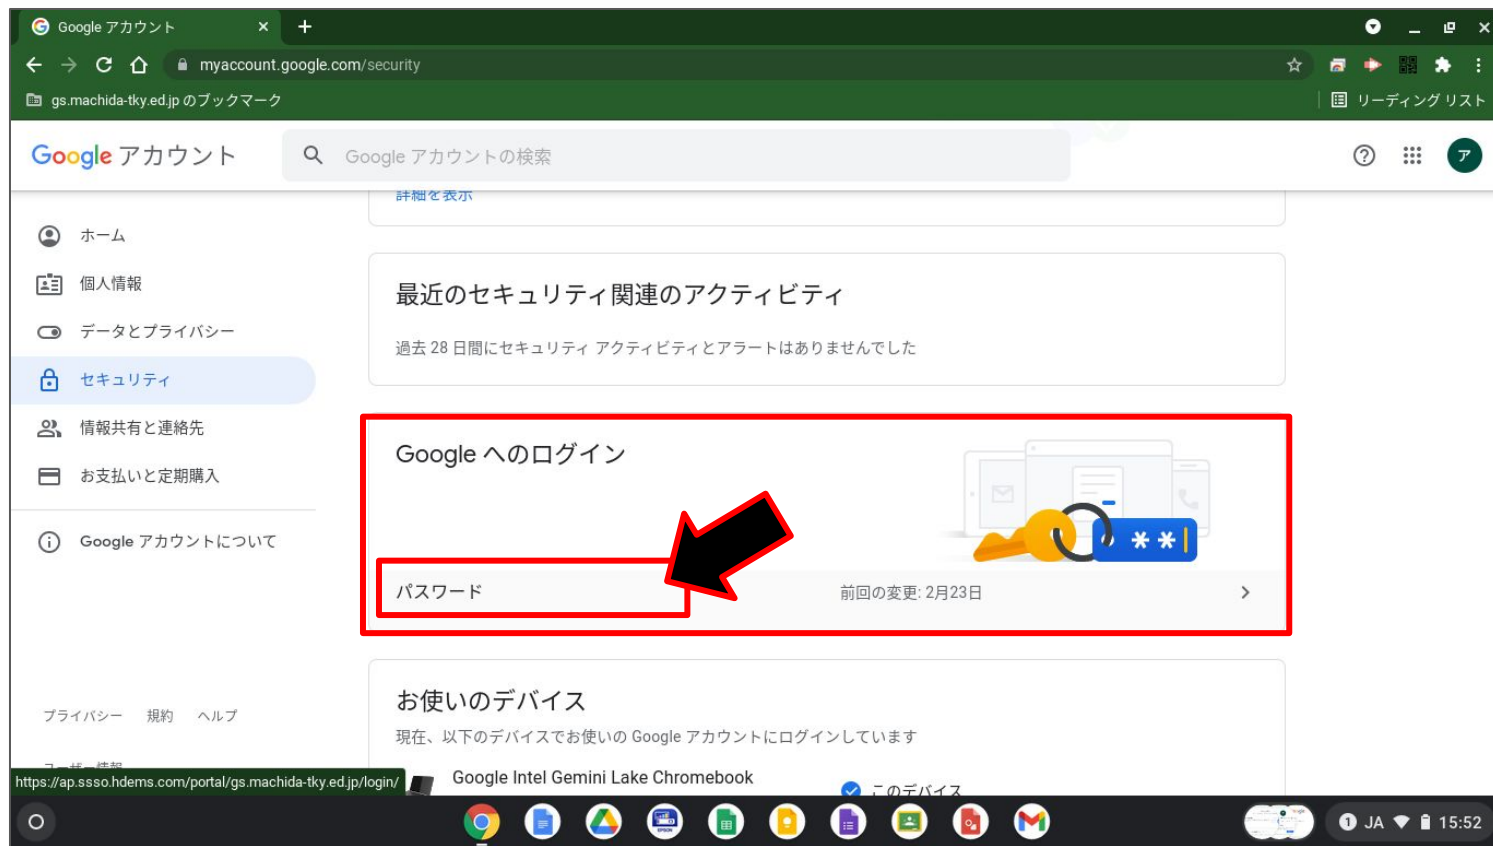 Google アカウント
myaccount.google.com/security
gs.machida-tky.ed.jp のブックマーク
リーディング リスト
Google アカウント
Google アカウントの検索
ア
詳細を表示
ホーム
個人情報
データとプライバシー
セキュリティ
情報共有と連絡先
お支払いと定期購入
Google アカウントについて
最近のセキュリティ関連のアクティビティ
過去 28 日間にセキュリティ アクティビティとアラートはありませんでした
Google へのログイン
**
パスワード
前回の変更: 2月23日
お使いのデバイス
現在、以下のデバイスでお使いの Google アカウントにログインしています
Google Intel Gemini Lake Chromebook
このデバイス
プライバシー 規約 ヘルプ
ユーザー情報
https://ap.ssso.hdems.com/portal/gs.machida-tky.ed.jp/login/
EPSON
1 JA 15:52